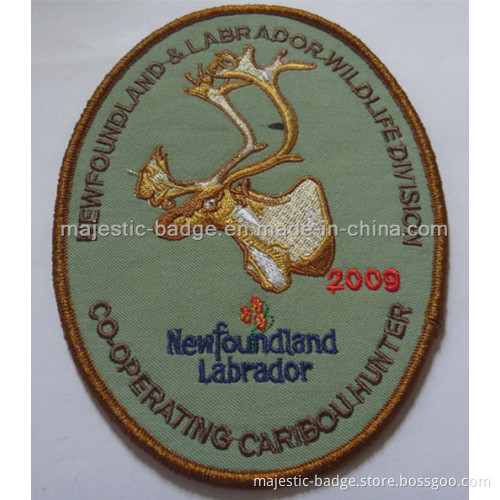 NEWFOUNDLAND & LABRADOR WILDLIFE DIVISION
majestic-badge.en.made-in-china.com
2009
Newfoundland
Labrador
CO-OPERATING CARIBOU HUNTER
majestic-badge.store.bossgoo.com